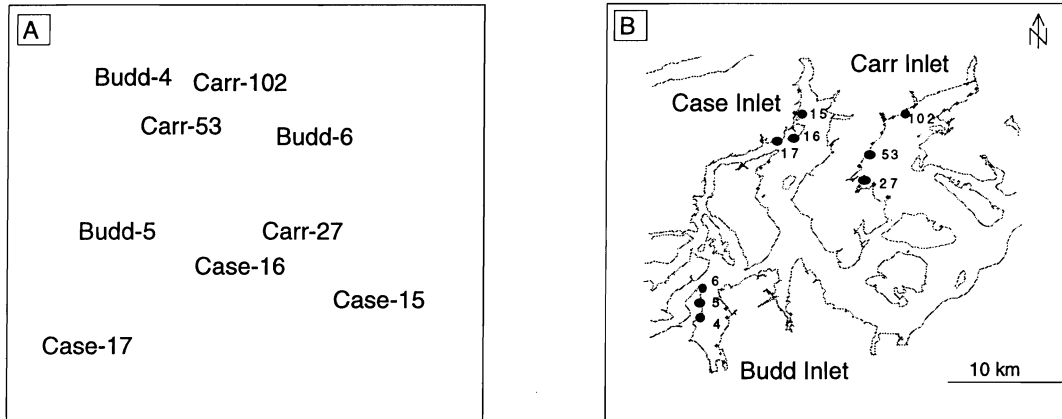 A
Budd-4
Carr-102
Carr-53
Budd-6
Budd-5
Carr-27
Case-16
Case-15
Case-17
B
N
Carr Inlet
Case Inlet
15
102
16
17
53
27
6
5
4
Budd Inlet
10 km